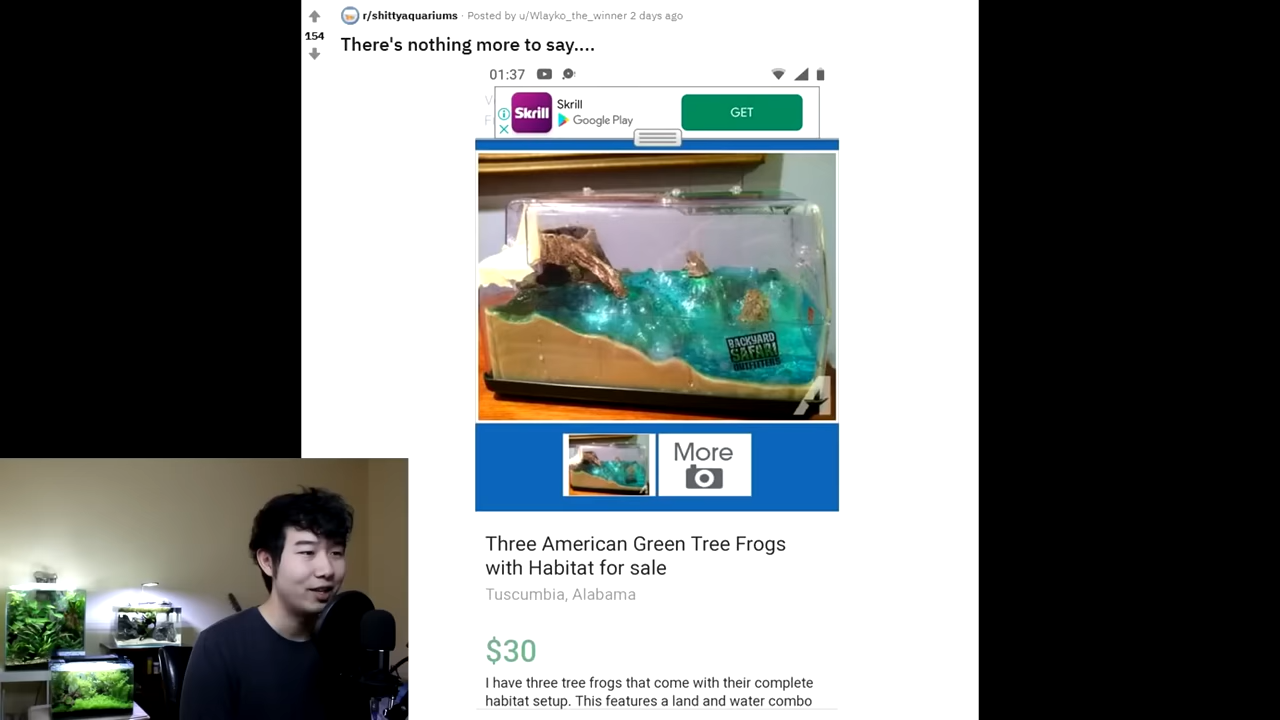 r/shittyaquariums · Posted by u/Wlayko_the_winner 2 days ago
154
There's nothing more to say....
01:37
Skrill
Skrill
Google Play
GET
BACKYARD
SAFARI
OUTFITTERS
More
Three American Green Tree Frogs
with Habitat for sale
Tuscumbia, Alabama
$30
I have three tree frogs that come with their complete
habitat setup. This features a land and water combo